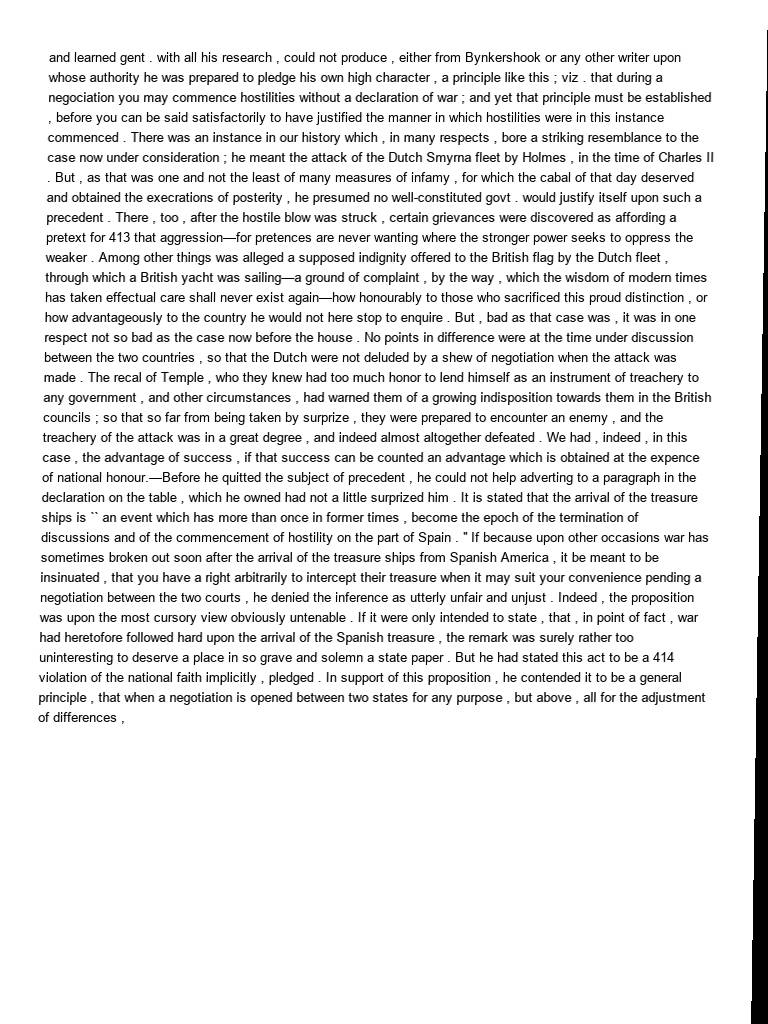 and learned gent . with all his research , could not produce , either from Bynkershook or any other writer upon
whose authority he was prepared to pledge his own high character , a principle like this ; viz . that during a
negociation you may commence hostilities without a declaration of war ; and yet that principle must be established
, before you can be said satisfactorily to have justified the manner in which hostilities were in this instance
commenced . There was an instance in our history which , in many respects , bore a striking resemblance to the
case now under consideration ; he meant the attack of the Dutch Smyrna fleet by Holmes , in the time of Charles II
. But , as that was one and not the least of many measures of infamy , for which the cabal of that day deserved
and obtained the execrations of posterity , he presumed no well-constituted govt . would justify itself upon such a
precedent . There , too , after the hostile blow was struck , certain grievances were discovered as affording a
pretext for 413 that aggression—for pretences are never wanting where the stronger power seeks to oppress the
weaker . Among other things was alleged a supposed indignity offered to the British flag by the Dutch fleet ,
through which a British yacht was sailing—a ground of complaint , by the way , which the wisdom of modern times
has taken effectual care shall never exist again—how honourably to those who sacrificed this proud distinction , or
how advantageously to the country he would not here stop to enquire . But , bad as that case was , it was in one
respect not so bad as the case now before the house . No points in difference were at the time under discussion
between the two countries , so that the Dutch were not deluded by a shew of negotiation when the attack was
made . The recal of Temple , who they knew had too much honor to lend himself as an instrument of treachery to
any government , and other circumstances , had warned them of a growing indisposition towards them in the British
councils ; so that so far from being taken by surprize , they were prepared to encounter an enemy , and the
treachery of the attack was in a great degree , and indeed almost altogether defeated . We had , indeed , in this
case , the advantage of success , if that success can be counted an advantage which is obtained at the expence
of national honour.—Before he quitted the subject of precedent , he could not help adverting to a paragraph in the
declaration on the table , which he owned had not a little surprized him . It is stated that the arrival of the treasure
ships is `` an event which has more than once in former times , become the epoch of the termination of
discussions and of the commencement of hostility on the part of Spain . " If because upon other occasions war has
sometimes broken out soon after the arrival of the treasure ships from Spanish America , it be meant to be
insinuated , that you have a right arbitrarily to intercept their treasure when it may suit your convenience pending a
negotiation between the two courts , he denied the inference as utterly unfair and unjust . Indeed , the proposition
was upon the most cursory view obviously untenable . If it were only intended to state , that , in point of fact , war
had heretofore followed hard upon the arrival of the Spanish treasure , the remark was surely rather too
uninteresting to deserve a place in so grave and solemn a state paper . But he had stated this act to be a 414
violation of the national faith implicitly , pledged . In support of this proposition , he contended it to be a general
principle , that when a negotiation is opened between two states for any purpose , but above , all for the adjustment
of differences ,